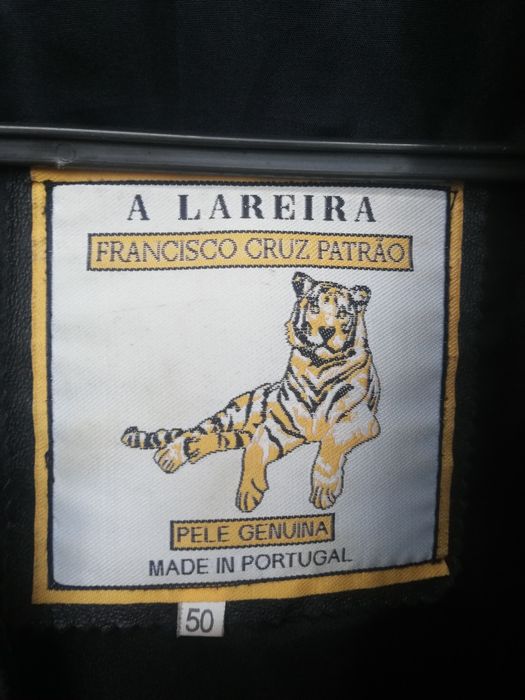 A LAREIRA
FRANCISCO CRUZ PATRÃO
PELE GENUINA
MADE IN PORTUGAL
50